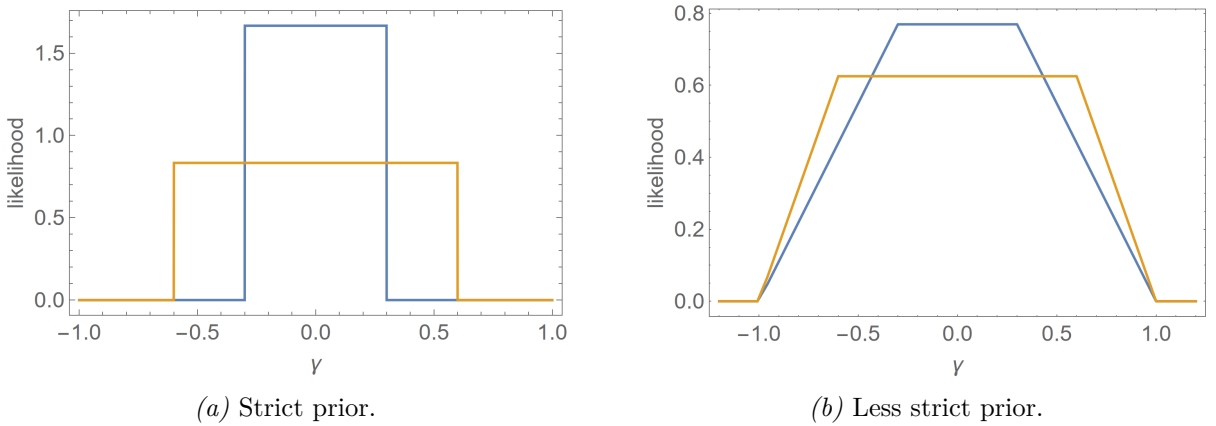 likelihood
1.5
1.0
0.5
0.0
−1.0 −0.5 0.0 0.5 1.0
γ
(a) Strict prior.
likelihood
0.8
0.6
0.4
0.2
0.0
−1.0 −0.5 0.0 0.5 1.0
γ
(b) Less strict prior.